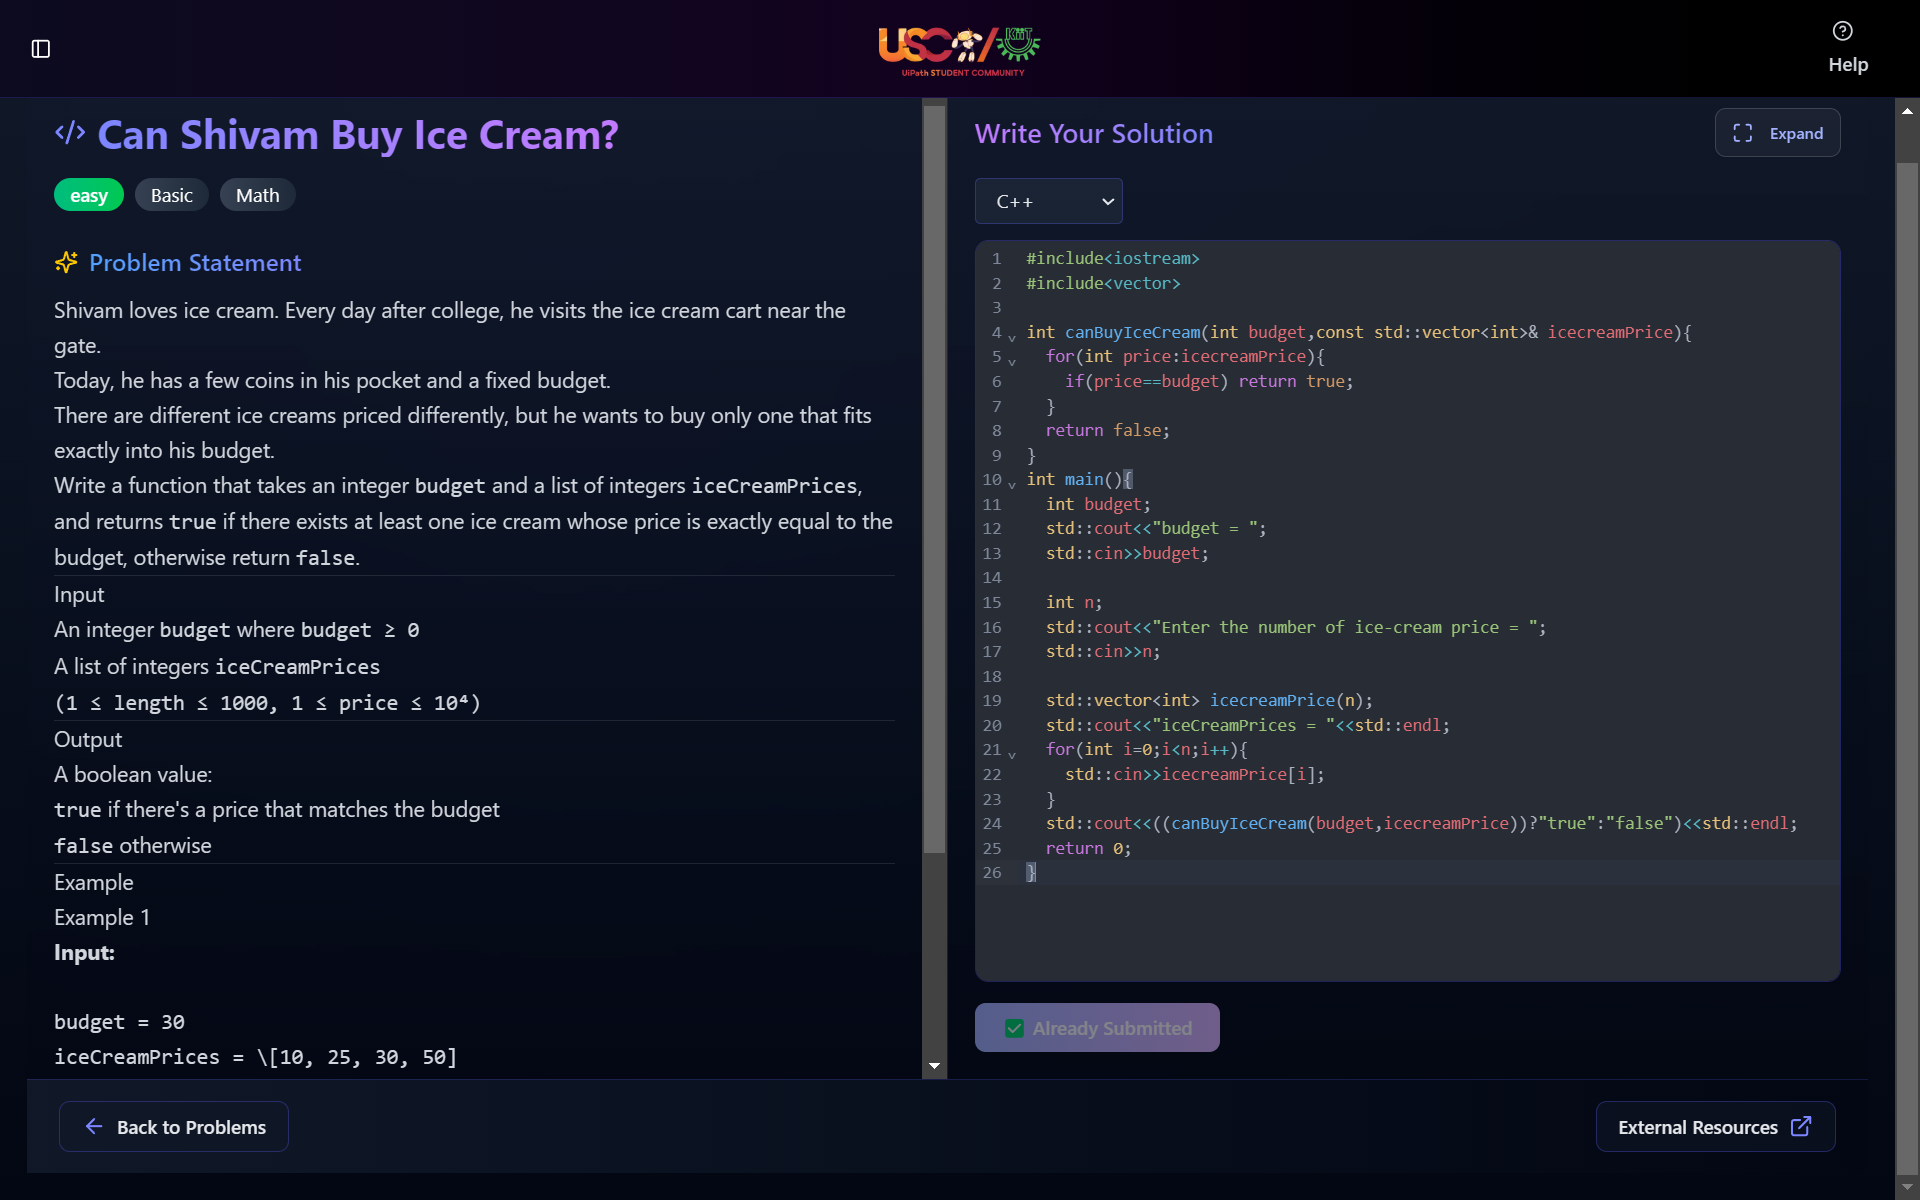 USC/KIIT
UiPath STUDENT COMMUNITY
Help
</> Can Shivam Buy Ice Cream?
easy Basic Math
Problem Statement
Shivam loves ice cream. Every day after college, he visits the ice cream cart near the
gate.
Today, he has a few coins in his pocket and a fixed budget.
There are different ice creams priced differently, but he wants to buy only one that fits
exactly into his budget.
Write a function that takes an integer budget and a list of integers iceCreamPrices,
and returns true if there exists at least one ice cream whose price is exactly equal to the
budget, otherwise return false.
Input
An integer budget where budget ≥ 0
A list of integers iceCreamPrices
(1 ≤ length ≤ 1000, 1 ≤ price ≤ 10⁴)
Output
A boolean value:
true if there's a price that matches the budget
false otherwise
Example
Example 1
Input:
budget = 30
iceCreamPrices = \[10, 25, 30, 50]
Back to Problems
Write Your Solution
Expand
C++
1 #include<iostream>
2 #include<vector>
3
4 int canBuyIceCream(int budget,const std::vector<int>& icecreamPrice){
5 for(int price:icecreamPrice){
6 if(price==budget) return true;
7 }
8 return false;
9 }
10 int main(){
11 int budget;
12 std::cout<<"budget = ";
13 std::cin>>budget;
14
15 int n;
16 std::cout<<"Enter the number of ice-cream price = ";
17 std::cin>>n;
18
19 std::vector<int> icecreamPrice(n);
20 std::cout<<"iceCreamPrices = "<<std::endl;
21 for(int i=0;i<n;i++){
22 std::cin>>icecreamPrice[i];
23 }
24 std::cout<<((canBuyIceCream(budget,icecreamPrice))?"true":"false")<<std::endl;
25 return 0;
26 }
Already Submitted
External Resources